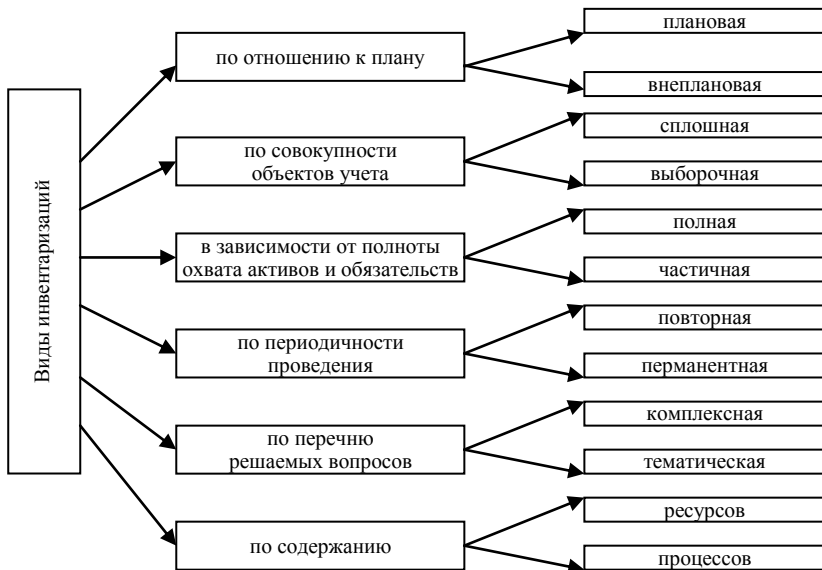 Виды инвентаризаций
по отношению к плану
плановая
внеплановая
по совокупности
объектов учета
сплошная
выборочная
в зависимости от полноты
охвата активов и обязательств
полная
частичная
по периодичности
проведения
повторная
перманентная
по перечню
решаемых вопросов
комплексная
тематическая
по содержанию
ресурсов
процессов